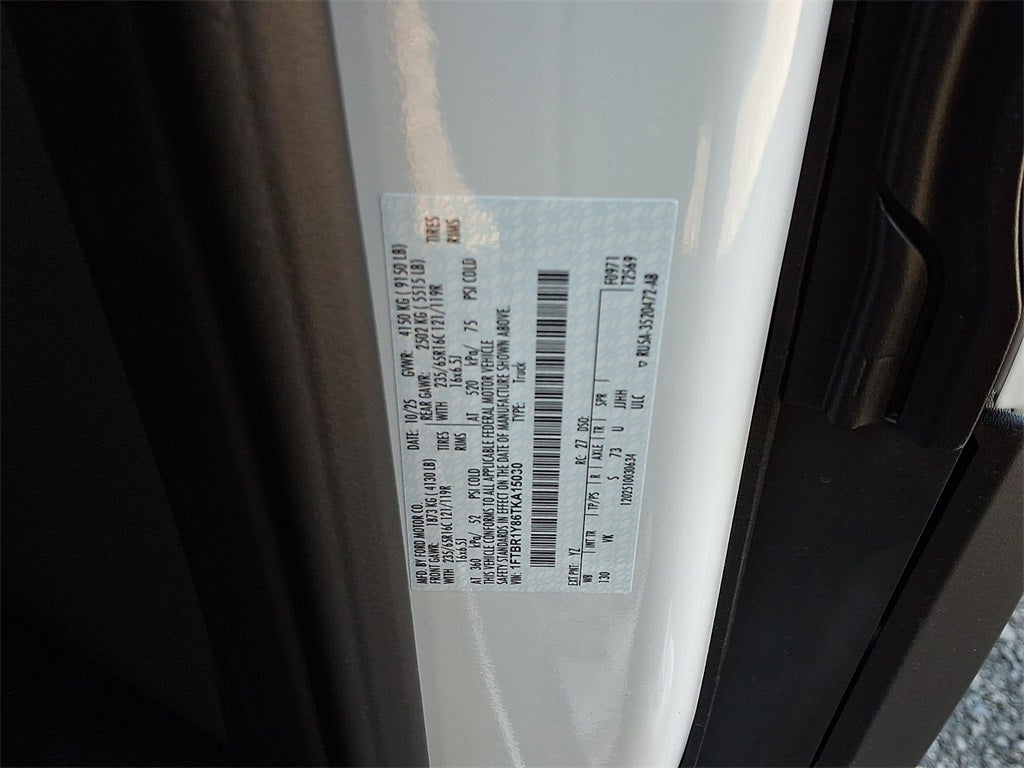 MFD. BY FORD MOTOR CO.
DATE: 10/25 GVWR: 4150 KG ( 9150 LB)
FRONT GAWR: 1873 KG ( 4130 LB)
REAR GAWR: 2502 KG ( 5515 LB)
WITH 235/65R16C 121/119R TIRES
WITH 235/65R16C 121/119R TIRES
16x6.5J RIMS
16x6.5J RIMS
AT 360 kPa/ 52 PSI COLD
AT 520 kPa/ 75 PSI COLD
THIS VEHICLE CONFORMS TO ALL APPLICABLE FEDERAL MOTOR VEHICLE
SAFETY STANDARDS IN EFFECT ON THE DATE OF MANUFACTURE SHOWN ABOVE.
VIN: 1FTBR1Y86TKA15030 TYPE: Truck
EXT PNT: YZ RC: 27 DSO: F0971
WB INT TR TP/PS R AXLE TR SPR T2569
130 VK S 73 U JJHH
1202510030634 ULC
RU5A-3520472-AB